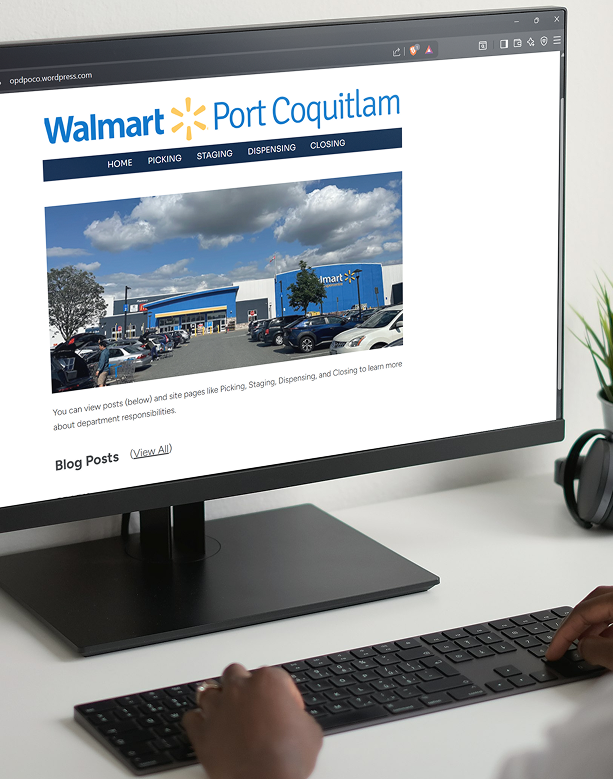 opdpoco.wordpress.com
Walmart Port Coquitlam
HOME PICKING STAGING DISPENSING CLOSING
You can view posts (below) and site pages like Picking, Staging, Dispensing, and Closing to learn more
about department responsibilities.
Blog Posts (View All)